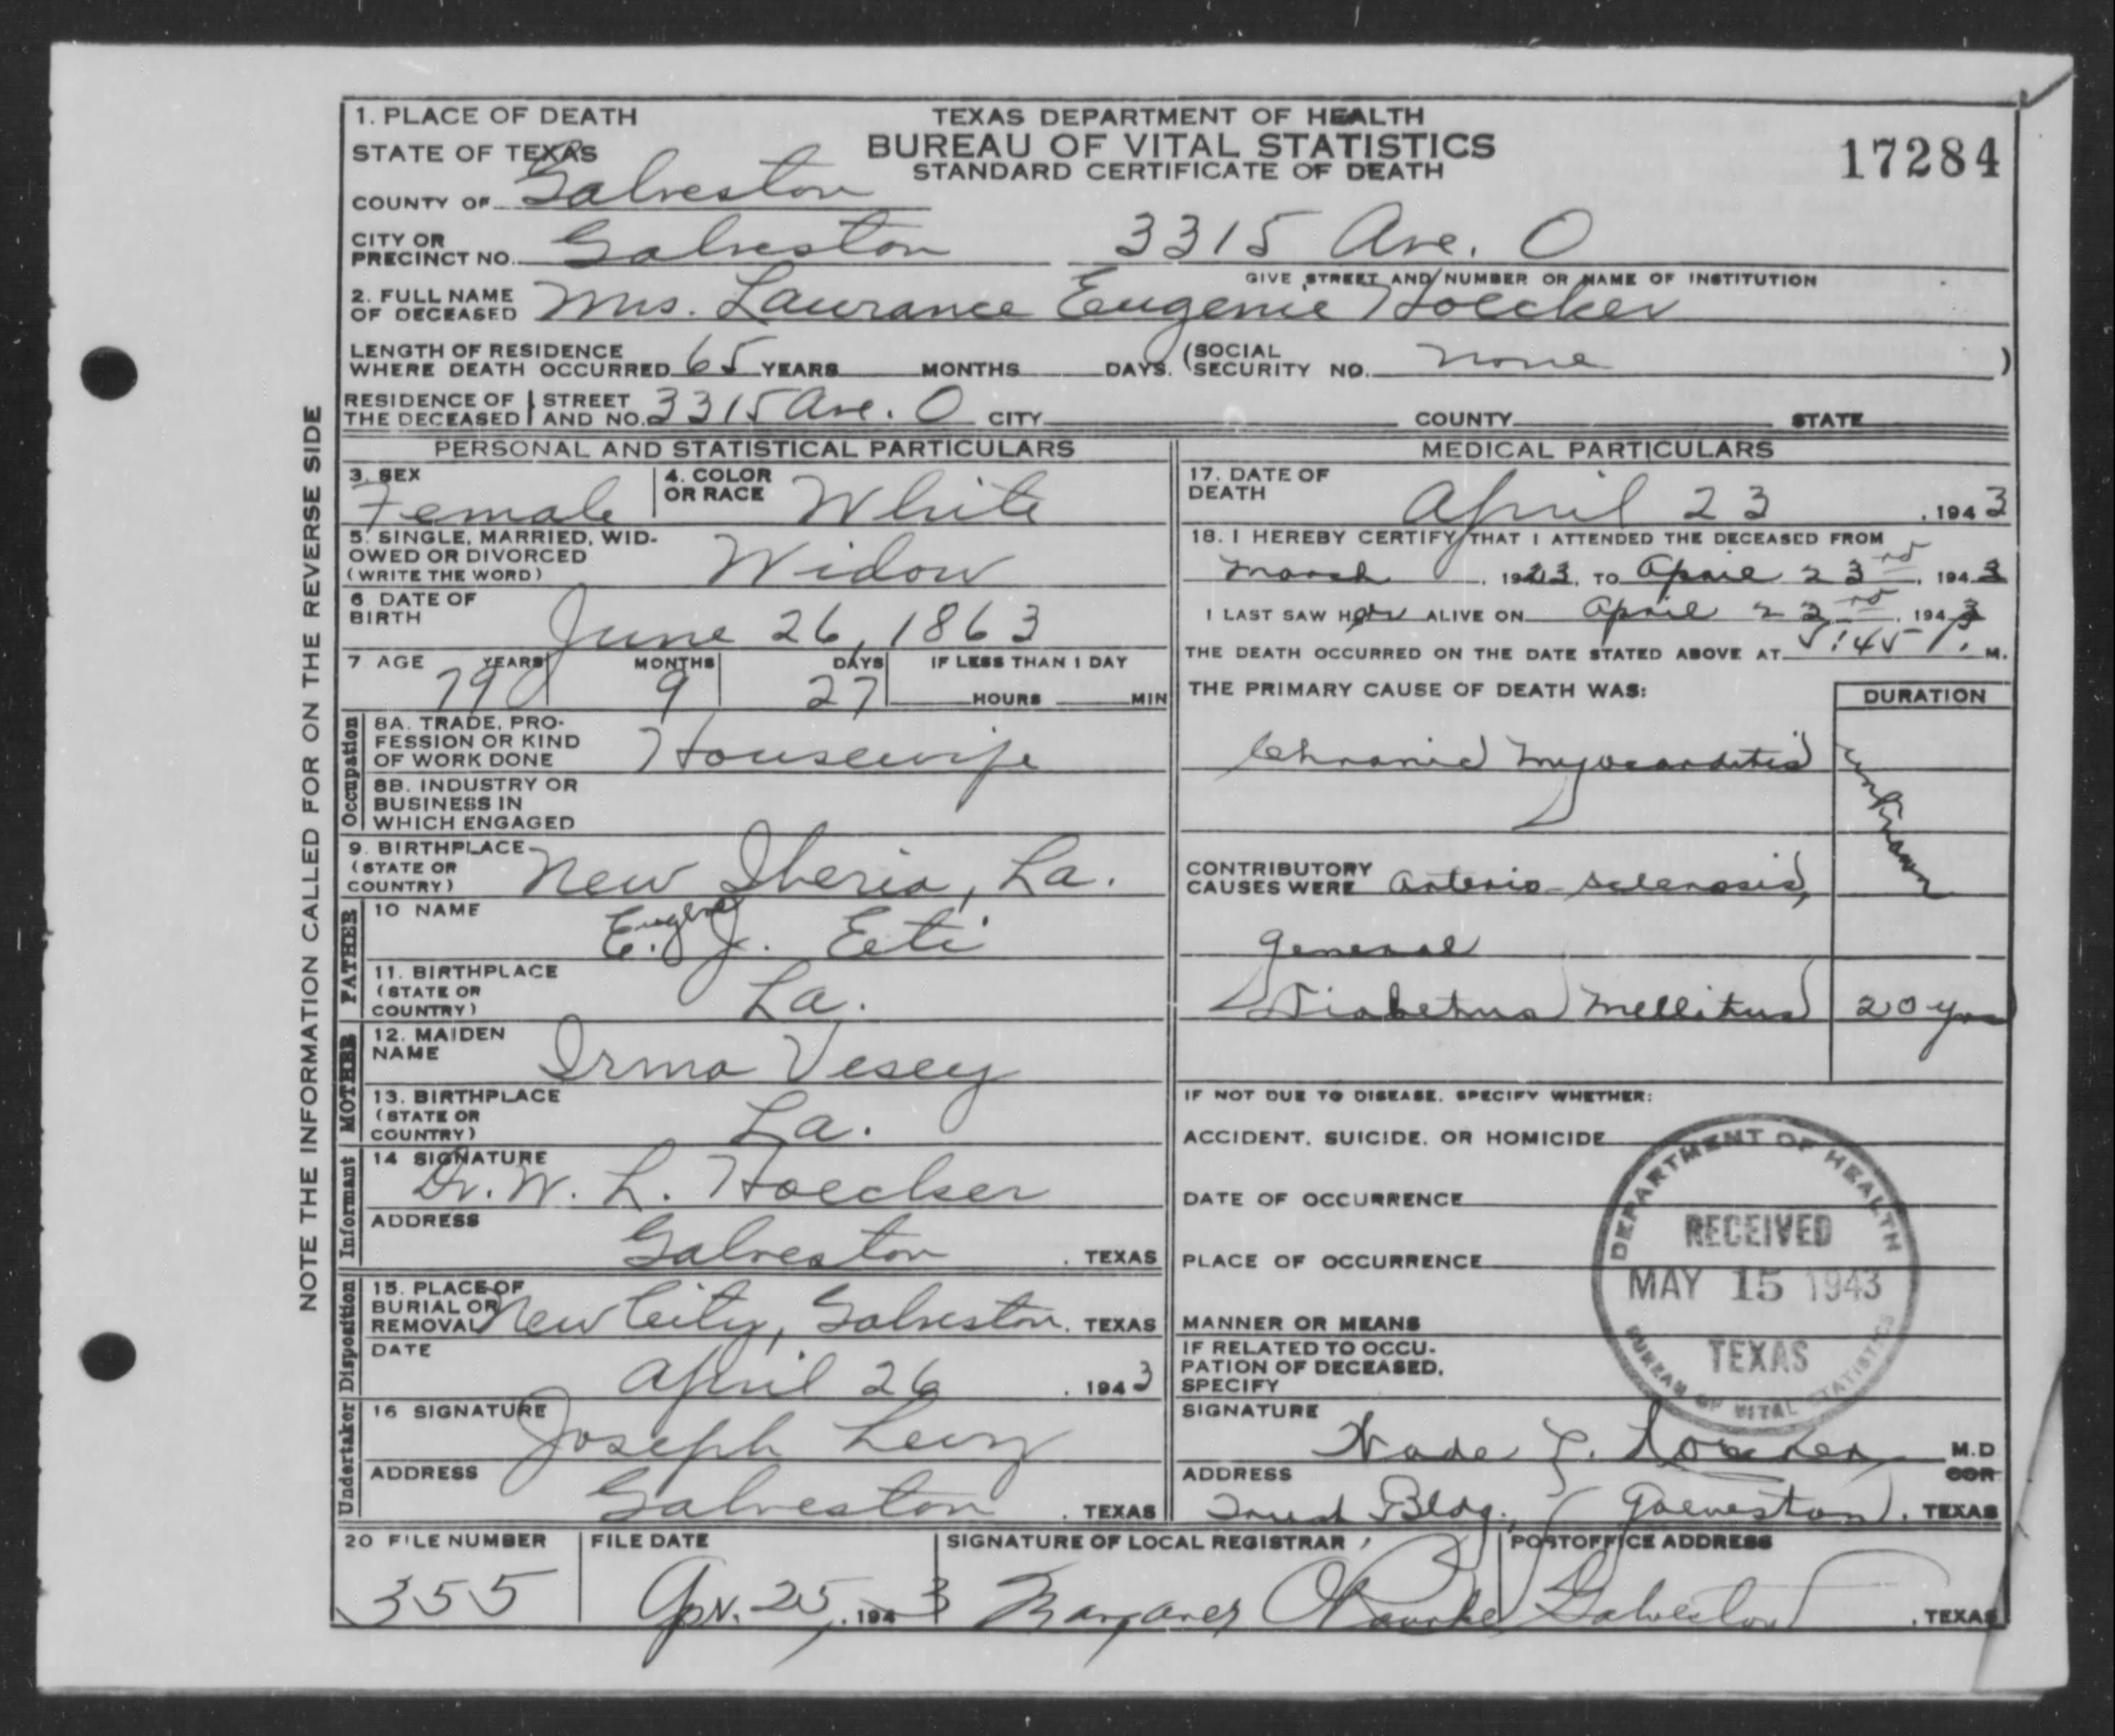 1. PLACE OF DEATH
TEXAS DEPARTMENT OF HEALTH
BUREAU OF VITAL STATISTICS
STANDARD CERTIFICATE OF DEATH
17284
STATE OF TEXAS
COUNTY OF Galveston
CITY OR PRECINCT NO. Galveston 3315 Ave. O
GIVE STREET AND NUMBER OR NAME OF INSTITUTION
2. FULL NAME OF DECEASED Mrs. Laurance Eugenie Hoecker
LENGTH OF RESIDENCE WHERE DEATH OCCURRED 65 YEARS MONTHS DAYS. (SOCIAL SECURITY NO. none )
RESIDENCE OF THE DECEASED STREET AND NO. 3315 Ave. O CITY COUNTY STATE
NOTE THE INFORMATION CALLED FOR ON THE REVERSE SIDE
PERSONAL AND STATISTICAL PARTICULARS
3. SEX Female
4. COLOR OR RACE White
5. SINGLE, MARRIED, WIDOWED OR DIVORCED (WRITE THE WORD) Widow
6. DATE OF BIRTH June 26, 1863
7 AGE YEARS 79 MONTHS 9 DAYS 27 IF LESS THAN 1 DAY HOURS MIN
Occupation
8A. TRADE, PROFESSION OR KIND OF WORK DONE Housewife
8B. INDUSTRY OR BUSINESS IN WHICH ENGAGED
9. BIRTHPLACE (STATE OR COUNTRY) New Iberia, La.
FATHER
10 NAME Eugene E. J. Eeti
11. BIRTHPLACE (STATE OR COUNTRY) La.
MOTHER
12. MAIDEN NAME Irma Vesey
13. BIRTHPLACE (STATE OR COUNTRY) La.
Informant
14 SIGNATURE Dr. W. L. Hoecker
ADDRESS Galveston, TEXAS
Disposition
15. PLACE OF BURIAL OR REMOVAL New City, Galveston, TEXAS
DATE April 26, 1943
Undertaker
16 SIGNATURE Joseph Levy
ADDRESS Galveston, TEXAS
MEDICAL PARTICULARS
17. DATE OF DEATH April 23, 1943
18. I HEREBY CERTIFY THAT I ATTENDED THE DECEASED FROM
March, 1923, TO April 23rd, 1943
I LAST SAW Her ALIVE ON April 23rd, 1943
THE DEATH OCCURRED ON THE DATE STATED ABOVE AT 5:45 P. M.
THE PRIMARY CAUSE OF DEATH WAS: DURATION
Chronic Myocarditis unknown
CONTRIBUTORY CAUSES WERE Arterio-sclerosis,
general
Diabetus Mellitus 20 yrs
IF NOT DUE TO DISEASE, SPECIFY WHETHER:
ACCIDENT, SUICIDE, OR HOMICIDE
DATE OF OCCURRENCE
PLACE OF OCCURRENCE
MANNER OR MEANS
IF RELATED TO OCCUPATION OF DECEASED, SPECIFY
DEPARTMENT OF HEALTH
RECEIVED
MAY 15 1943
TEXAS
BUREAU OF VITAL STATISTICS
SIGNATURE Wade L. Hoecker M.D
COR
ADDRESS Trust Bldg., Galveston, TEXAS
20 FILE NUMBER 355
FILE DATE Apr. 25, 1943
SIGNATURE OF LOCAL REGISTRAR Margaret O'Rourke
POSTOFFICE ADDRESS Galveston, TEXAS